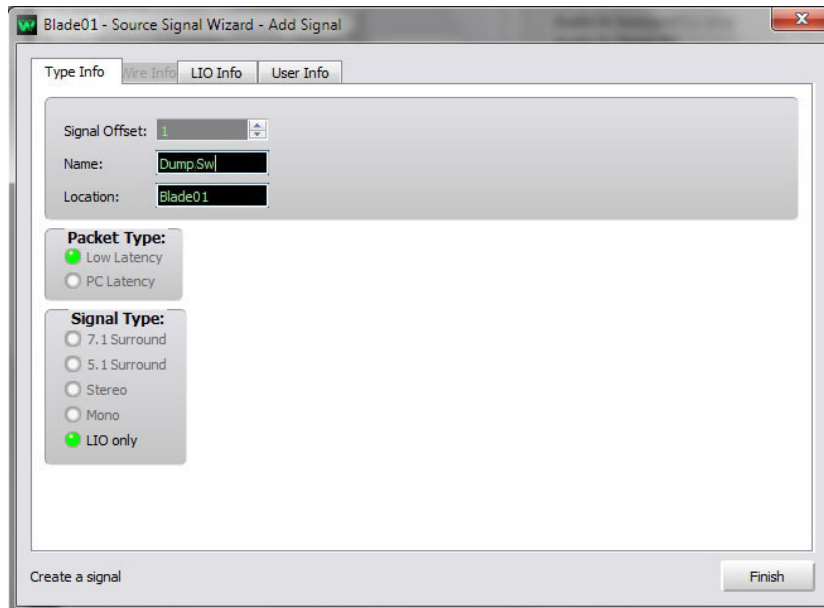 Blade01 - Source Signal Wizard - Add Signal
Type Info Wire Info LIO Info User Info
Signal Offset: 1
Name: Dump Sw
Location: Blade01
Packet Type:
Low Latency
PC Latency
Signal Type:
7.1 Surround
5.1 Surround
Stereo
Mono
LIO only
Create a signal
Finish